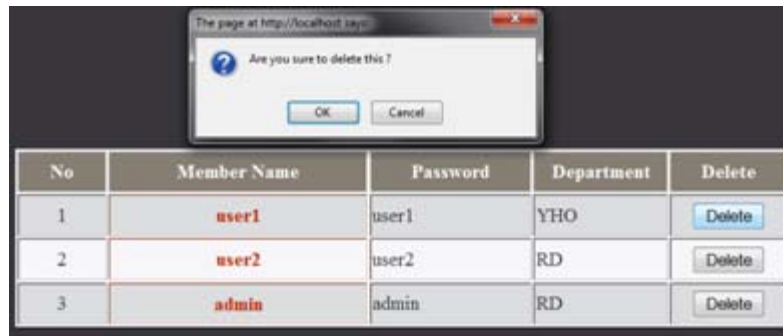 The page at http://localhost says:
Are you sure to delete this ?
OK Cancel
No Member Name Password Department Delete
1 user1 user1 YHO Delete
2 user2 user2 RD Delete
3 admin admin RD Delete